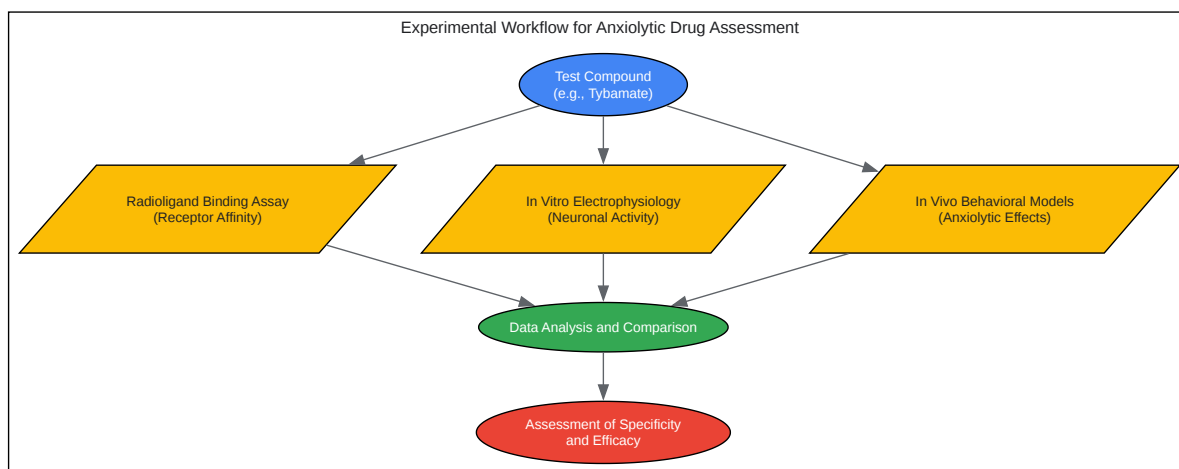 Experimental Workflow for Anxiolytic Drug Assessment
Test Compound
(e.g., Tybamate)
Radioligand Binding Assay
(Receptor Affinity)
In Vitro Electrophysiology
(Neuronal Activity)
In Vivo Behavioral Models
(Anxiolytic Effects)
Data Analysis and Comparison
Assessment of Specificity
and Efficacy